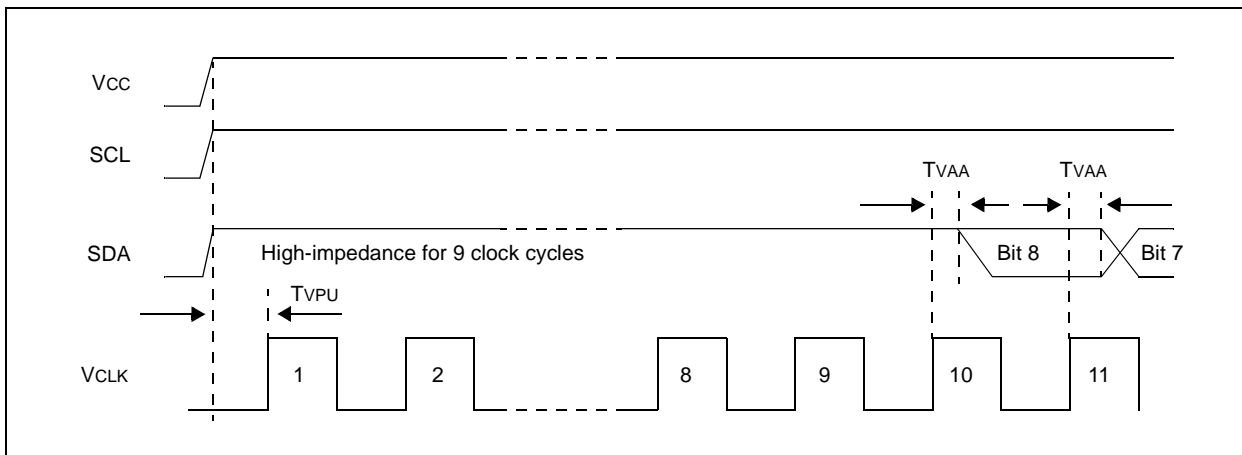 VCC
SCL
TVAA TVAA
SDA High-impedance for 9 clock cycles Bit 8 Bit 7
TVPU
VCLK 1 2 8 9 10 11